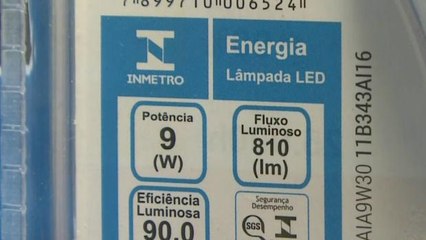 7 899710 006524
INMETRO
Energia
Lâmpada LED
Potência
9
(W)
Fluxo
Luminoso
810
(lm)
Eficiência
Luminosa
90.0
Segurança
Desempenho
SGS
AIA9W30 11B343AI16